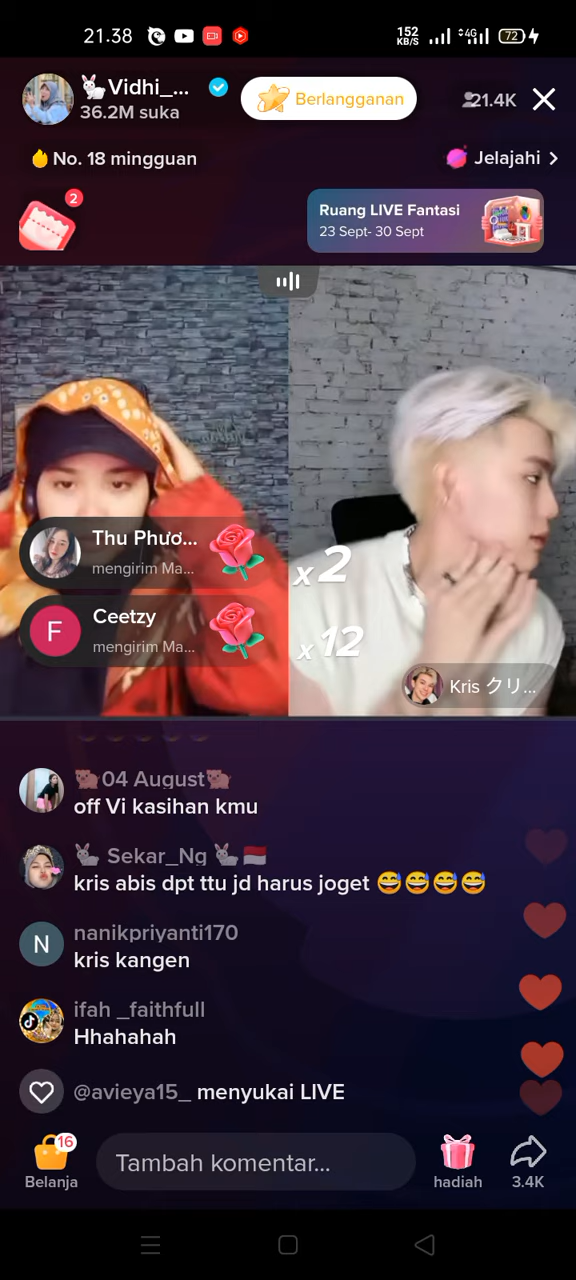 21.38
152
KB/S
4G
72
🐇Vidhi_...
36.2M suka
Berlangganan
21.4K
No. 18 mingguan
Jelajahi
2
Ruang LIVE Fantasi
23 Sept- 30 Sept
Thu Phươ...
mengirim Ma...
x 2
F
Ceetzy
mengirim Ma...
x 12
Kris クリ...
🐫04 August🐫
off Vi kasihan kmu
🐇 Sekar_Ng 🐇🇮🇩
kris abis dpt ttu jd harus joget 😅😅😅😅
N
nanikpriyanti170
kris kangen
ifah _faithfull
Hhahahah
@avieya15_ menyukai LIVE
16
Belanja
Tambah komentar...
hadiah
3.4K